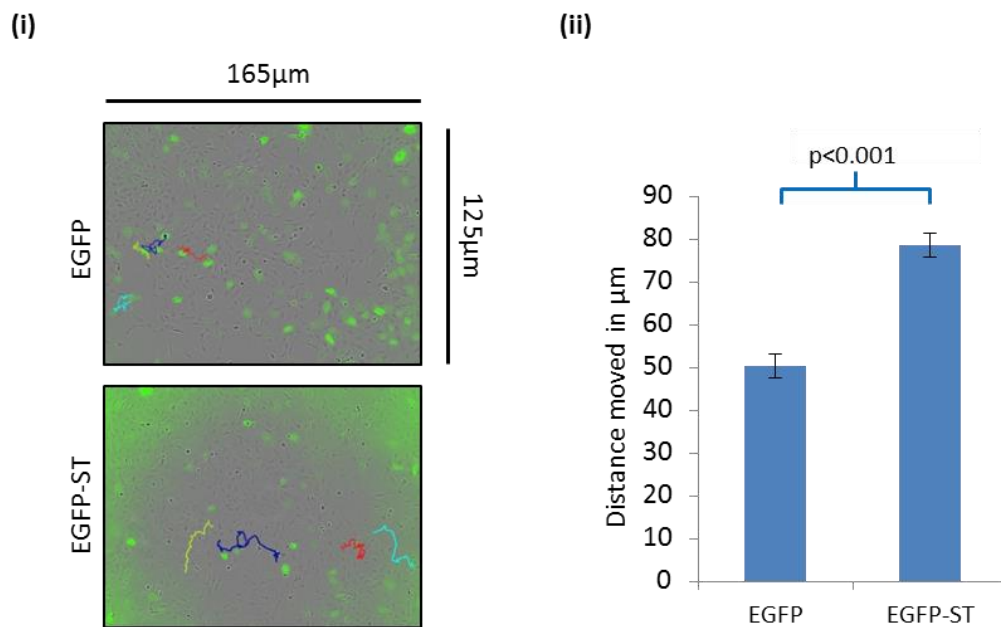 (i)
165μm
EGFP
125μm
EGFP-ST
(ii)
p<0.001
90
80
70
60
50
40
30
20
10
0
Distance moved in μm
EGFP
EGFP-ST